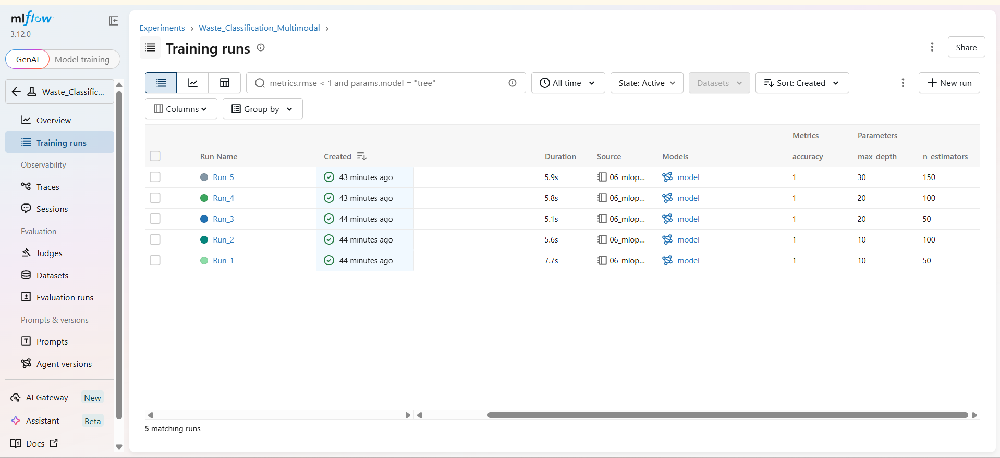 mlflow
3.12.0
GenAI Model training
Waste_Classific...
Overview
Training runs
Observability
Traces
Sessions
Evaluation
Judges
Datasets
Evaluation runs
Prompts & versions
Prompts
Agent versions
AI Gateway New
Assistant Beta
Docs
Experiments › Waste_Classification_Multimodal ›
Training runs
Share
metrics.rmse < 1 and params.model = "tree"
All time
State: Active
Datasets
Sort: Created
New run
Columns
Group by
Metrics Parameters
Run Name Created Duration Source Models accuracy max_depth n_estimators
Run_5 43 minutes ago 5.9s 06_mlop... model 1 30 150
Run_4 43 minutes ago 5.8s 06_mlop... model 1 20 100
Run_3 44 minutes ago 5.1s 06_mlop... model 1 20 50
Run_2 44 minutes ago 5.6s 06_mlop... model 1 10 100
Run_1 44 minutes ago 7.7s 06_mlop... model 1 10 50
5 matching runs